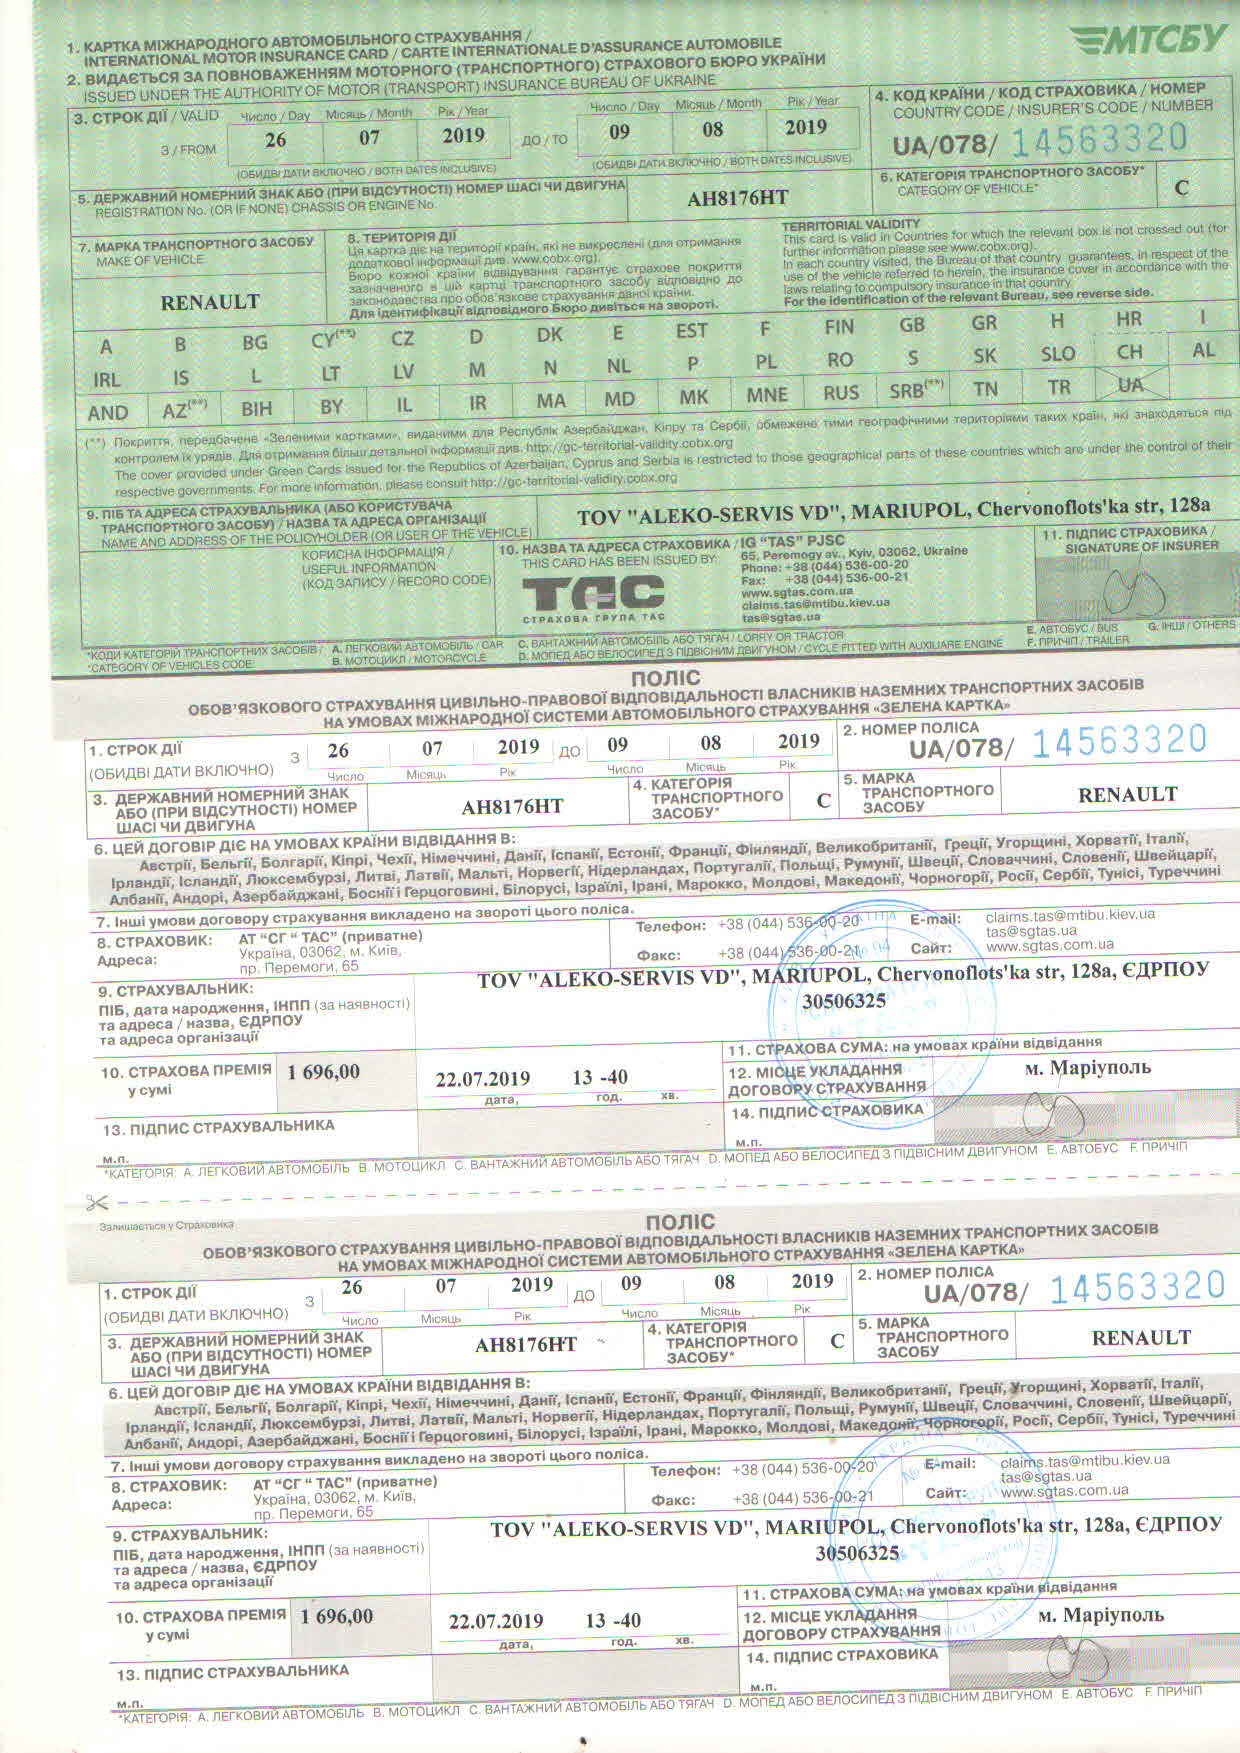 МТСБУ
1. КАРТКА МІЖНАРОДНОГО АВТОМОБІЛЬНОГО СТРАХУВАННЯ /
INTERNATIONAL MOTOR INSURANCE CARD / CARTE INTERNATIONALE D'ASSURANCE AUTOMOBILE
2. ВИДАЄТЬСЯ ЗА ПОВНОВАЖЕННЯМ МОТОРНОГО (ТРАНСПОРТНОГО) СТРАХОВОГО БЮРО УКРАЇНИ
ISSUED UNDER THE AUTHORITY OF MOTOR (TRANSPORT) INSURANCE BUREAU OF UKRAINE
3. СТРОК ДІЇ / VALID
Число / Day Місяць / Month Рік / Year
Число / Day Місяць / Month Рік / Year
З / FROM 26 07 2019 ДО / TO 09 08 2019
(ОБИДВІ ДАТИ ВКЛЮЧНО / BOTH DATES INCLUSIVE)
(ОБИДВІ ДАТИ ВКЛЮЧНО / BOTH DATES INCLUSIVE)
4. КОД КРАЇНИ / КОД СТРАХОВИКА / НОМЕР
COUNTRY CODE / INSURER'S CODE / NUMBER
UA/078/ 14563320
5. ДЕРЖАВНИЙ НОМЕРНИЙ ЗНАК АБО (ПРИ ВІДСУТНОСТІ) НОМЕР ШАСІ ЧИ ДВИГУНА
REGISTRATION No. (OR IF NONE) CHASSIS OR ENGINE No.
AH8176HT
6. КАТЕГОРІЯ ТРАНСПОРТНОГО ЗАСОБУ*
CATEGORY OF VEHICLE*
C
7. МАРКА ТРАНСПОРТНОГО ЗАСОБУ
MAKE OF VEHICLE
RENAULT
8. ТЕРИТОРІЯ ДІЇ
Ця картка діє на території країн, які не викреслені (для отримання
додаткової інформації див. www.cobx.org).
Бюро кожної країни відвідування гарантує страхове покриття
зазначеного в цій картці транспортного засобу відповідно до
законодавства про обов'язкове страхування даної країни.
Для ідентифікації відповідного Бюро дивіться на звороті.
TERRITORIAL VALIDITY
This card is valid in Countries for which the relevant box is not crossed out (for
further information please see www.cobx.org).
In each country visited, the Bureau of that country guarantees, in respect of the
use of the vehicle referred to herein, the insurance cover in accordance with the
laws relating to compulsory insurance in that country.
For the identification of the relevant Bureau, see reverse side.
A B BG CY(**) CZ D DK E EST F FIN GB GR H HR I
IRL IS L LT LV M N NL P PL RO S SK SLO CH AL
AND AZ(**) BIH BY IL IR MA MD MK MNE RUS SRB(**) TN TR UA
(**) Покриття, передбачене «Зеленими картками», виданими для Республік Азербайджан, Кіпру та Сербії, обмежене тими географічними територіями таких країн, які знаходяться під
контролем їх урядів. Для отримання більш детальної інформації див. http://gc-territorial-validity.cobx.org
The cover provided under Green Cards issued for the Republics of Azerbaijan, Cyprus and Serbia is restricted to those geographical parts of these countries which are under the control of their
respective governments. For more information, please consult http://gc-territorial-validity.cobx.org
9. ПІБ ТА АДРЕСА СТРАХУВАЛЬНИКА (АБО КОРИСТУВАЧА
ТРАНСПОРТНОГО ЗАСОБУ) / НАЗВА ТА АДРЕСА ОРГАНІЗАЦІЇ
NAME AND ADDRESS OF THE POLICYHOLDER (OR USER OF THE VEHICLE)
TOV "ALEKO-SERVIS VD", MARIUPOL, Chervonoflots'ka str, 128a
КОРИСНА ІНФОРМАЦІЯ /
USEFUL INFORMATION
(КОД ЗАПИСУ / RECORD CODE)
10. НАЗВА ТА АДРЕСА СТРАХОВИКА /
THIS CARD HAS BEEN ISSUED BY:
ТАС
СТРАХОВА ГРУПА ТАС
IG "TAS" PJSC
65, Peremogy av., Kyiv, 03062, Ukraine
Phone: +38 (044) 536-00-20
Fax: +38 (044) 536-00-21
www.sgtas.com.ua
claims.tas@mtibu.kiev.ua
tas@sgtas.ua
11. ПІДПИС СТРАХОВИКА /
SIGNATURE OF INSURER
*КОДИ КАТЕГОРІЙ ТРАНСПОРТНИХ ЗАСОБІВ /
*CATEGORY OF VEHICLES CODE:
A. ЛЕГКОВИЙ АВТОМОБІЛЬ / CAR
B. МОТОЦИКЛ / MOTORCYCLE
C. ВАНТАЖНИЙ АВТОМОБІЛЬ АБО ТЯГАЧ / LORRY OR TRACTOR
D. МОПЕД АБО ВЕЛОСИПЕД З ПІДВІСНИМ ДВИГУНОМ / CYCLE FITTED WITH AUXILIARE ENGINE
E. АВТОБУС / BUS
F. ПРИЧІП / TRAILER
G. ІНШІ / OTHERS
ПОЛІС
ОБОВ'ЯЗКОВОГО СТРАХУВАННЯ ЦИВІЛЬНО-ПРАВОВОЇ ВІДПОВІДАЛЬНОСТІ ВЛАСНИКІВ НАЗЕМНИХ ТРАНСПОРТНИХ ЗАСОБІВ
НА УМОВАХ МІЖНАРОДНОЇ СИСТЕМИ АВТОМОБІЛЬНОГО СТРАХУВАННЯ «ЗЕЛЕНА КАРТКА»
1. СТРОК ДІЇ
(ОБИДВІ ДАТИ ВКЛЮЧНО)
З 26 07 2019 ДО 09 08 2019
Число Місяць Рік Число Місяць Рік
2. НОМЕР ПОЛІСА
UA/078/ 14563320
3. ДЕРЖАВНИЙ НОМЕРНИЙ ЗНАК
АБО (ПРИ ВІДСУТНОСТІ) НОМЕР
ШАСІ ЧИ ДВИГУНА
AH8176HT
4. КАТЕГОРІЯ
ТРАНСПОРТНОГО
ЗАСОБУ*
C
5. МАРКА
ТРАНСПОРТНОГО
ЗАСОБУ
RENAULT
6. ЦЕЙ ДОГОВІР ДІЄ НА УМОВАХ КРАЇНИ ВІДВІДАННЯ В:
Австрії, Бельгії, Болгарії, Кіпрі, Чехії, Німеччині, Данії, Іспанії, Естонії, Франції, Фінляндії, Великобританії, Греції, Угорщині, Хорватії, Італії,
Ірландії, Ісландії, Люксембурзі, Литві, Латвії, Мальті, Норвегії, Нідерландах, Португалії, Польщі, Румунії, Швеції, Словаччині, Словенії, Швейцарії,
Албанії, Андорі, Азербайджані, Боснії і Герцоговині, Білорусі, Ізраїлі, Ірані, Марокко, Молдові, Македонії, Чорногорії, Росії, Сербії, Тунісі, Туреччині
7. Інші умови договору страхування викладено на звороті цього поліса.
8. СТРАХОВИК: АТ "СГ " ТАС" (приватне)
Адреса: Україна, 03062, м. Київ,
пр. Перемоги, 65
Телефон: +38 (044) 536-00-20
Факс: +38 (044) 536-00-21
E-mail: claims.tas@mtibu.kiev.ua
tas@sgtas.ua
Сайт: www.sgtas.com.ua
9. СТРАХУВАЛЬНИК:
ПІБ, дата народження, ІНПП (за наявності)
та адреса / назва, ЄДРПОУ
та адреса організації
TOV "ALEKO-SERVIS VD", MARIUPOL, Chervonoflots'ka str, 128a, ЄДРПОУ
30506325
10. СТРАХОВА ПРЕМІЯ
у сумі
1 696,00
22.07.2019 13 -40
дата, год. хв.
11. СТРАХОВА СУМА: на умовах країни відвідання
12. МІСЦЕ УКЛАДАННЯ
ДОГОВОРУ СТРАХУВАННЯ
м. Маріуполь
13. ПІДПИС СТРАХУВАЛЬНИКА
М.П.
14. ПІДПИС СТРАХОВИКА
М.П.
*КАТЕГОРІЯ: A. ЛЕГКОВИЙ АВТОМОБІЛЬ B. МОТОЦИКЛ C. ВАНТАЖНИЙ АВТОМОБІЛЬ АБО ТЯГАЧ D. МОПЕД АБО ВЕЛОСИПЕД З ПІДВІСНИМ ДВИГУНОМ E. АВТОБУС F. ПРИЧІП
Залишається у Страховика
ПОЛІС
ОБОВ'ЯЗКОВОГО СТРАХУВАННЯ ЦИВІЛЬНО-ПРАВОВОЇ ВІДПОВІДАЛЬНОСТІ ВЛАСНИКІВ НАЗЕМНИХ ТРАНСПОРТНИХ ЗАСОБІВ
НА УМОВАХ МІЖНАРОДНОЇ СИСТЕМИ АВТОМОБІЛЬНОГО СТРАХУВАННЯ «ЗЕЛЕНА КАРТКА»
1. СТРОК ДІЇ
(ОБИДВІ ДАТИ ВКЛЮЧНО)
З 26 07 2019 ДО 09 08 2019
Число Місяць Рік Число Місяць Рік
2. НОМЕР ПОЛІСА
UA/078/ 14563320
3. ДЕРЖАВНИЙ НОМЕРНИЙ ЗНАК
АБО (ПРИ ВІДСУТНОСТІ) НОМЕР
ШАСІ ЧИ ДВИГУНА
AH8176HT
4. КАТЕГОРІЯ
ТРАНСПОРТНОГО
ЗАСОБУ*
C
5. МАРКА
ТРАНСПОРТНОГО
ЗАСОБУ
RENAULT
6. ЦЕЙ ДОГОВІР ДІЄ НА УМОВАХ КРАЇНИ ВІДВІДАННЯ В:
Австрії, Бельгії, Болгарії, Кіпрі, Чехії, Німеччині, Данії, Іспанії, Естонії, Франції, Фінляндії, Великобританії, Греції, Угорщині, Хорватії, Італії,
Ірландії, Ісландії, Люксембурзі, Литві, Латвії, Мальті, Норвегії, Нідерландах, Португалії, Польщі, Румунії, Швеції, Словаччині, Словенії, Швейцарії,
Албанії, Андорі, Азербайджані, Боснії і Герцоговині, Білорусі, Ізраїлі, Ірані, Марокко, Молдові, Македонії, Чорногорії, Росії, Сербії, Тунісі, Туреччині
7. Інші умови договору страхування викладено на звороті цього поліса.
8. СТРАХОВИК: АТ "СГ " ТАС" (приватне)
Адреса: Україна, 03062, м. Київ,
пр. Перемоги, 65
Телефон: +38 (044) 536-00-20
Факс: +38 (044) 536-00-21
E-mail: claims.tas@mtibu.kiev.ua
tas@sgtas.ua
Сайт: www.sgtas.com.ua
9. СТРАХУВАЛЬНИК:
ПІБ, дата народження, ІНПП (за наявності)
та адреса / назва, ЄДРПОУ
та адреса організації
TOV "ALEKO-SERVIS VD", MARIUPOL, Chervonoflots'ka str, 128a, ЄДРПОУ
30506325
10. СТРАХОВА ПРЕМІЯ
у сумі
1 696,00
22.07.2019 13 -40
дата, год. хв.
11. СТРАХОВА СУМА: на умовах країни відвідання
12. МІСЦЕ УКЛАДАННЯ
ДОГОВОРУ СТРАХУВАННЯ
м. Маріуполь
13. ПІДПИС СТРАХУВАЛЬНИКА
М.П.
14. ПІДПИС СТРАХОВИКА
М.П.
*КАТЕГОРІЯ: A. ЛЕГКОВИЙ АВТОМОБІЛЬ B. МОТОЦИКЛ C. ВАНТАЖНИЙ АВТОМОБІЛЬ АБО ТЯГАЧ D. МОПЕД АБО ВЕЛОСИПЕД З ПІДВІСНИМ ДВИГУНОМ E. АВТОБУС F. ПРИЧІП